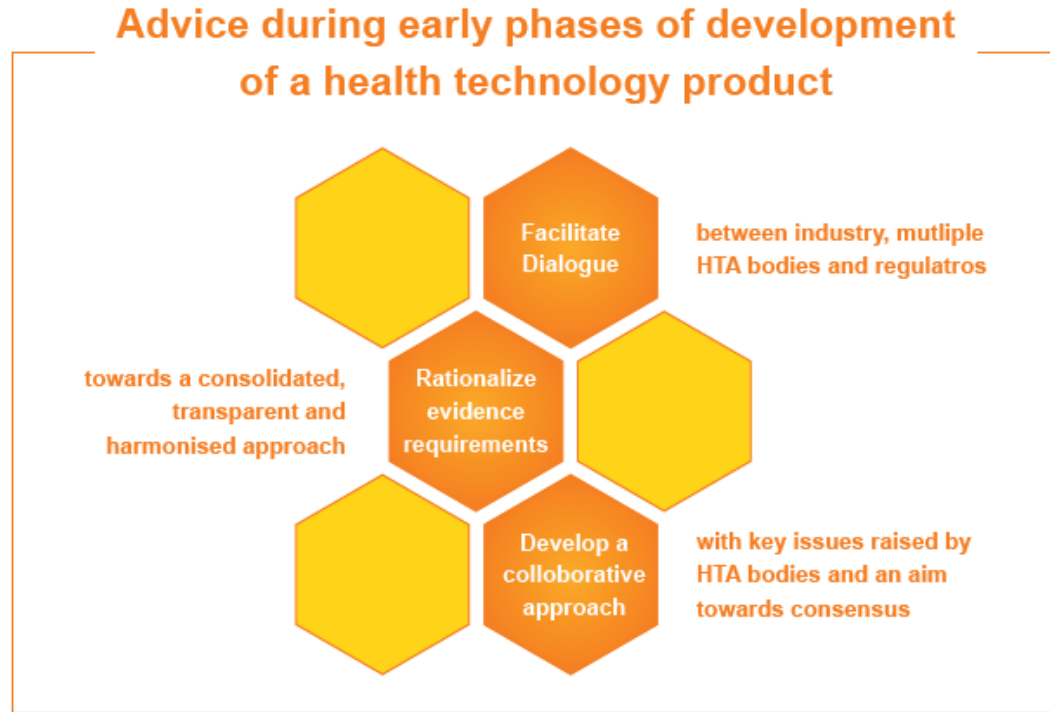 Advice during early phases of development
of a health technology product
Facilitate
Dialogue
between industry, mutliple
HTA bodies and regulatros
towards a consolidated,
transparent and
harmonised approach
Rationalize
evidence
requirements
Develop a
colloborative
approach
with key issues raised by
HTA bodies and an aim
towards consensus